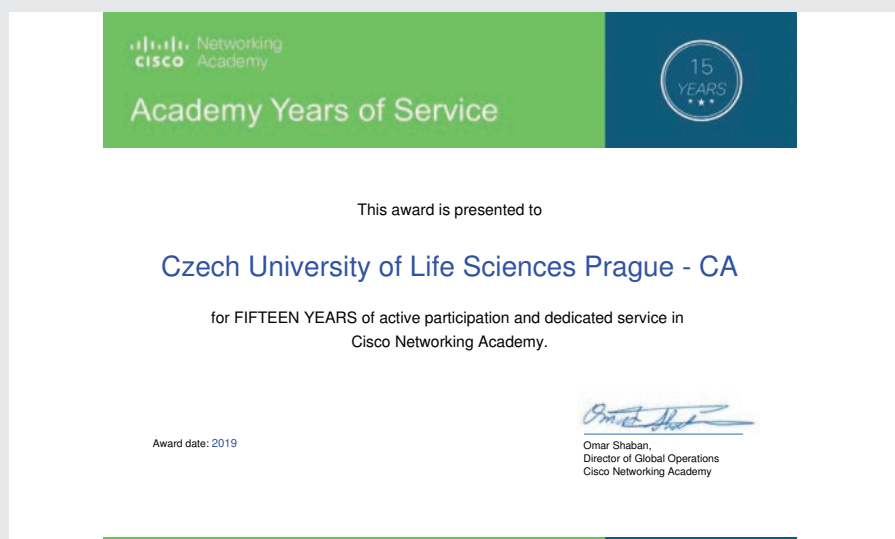 Networking
CISCO Academy
Academy Years of Service
15
YEARS
This award is presented to
Czech University of Life Sciences Prague - CA
for FIFTEEN YEARS of active participation and dedicated service in
Cisco Networking Academy.
Award date: 2019
Omar Shaban,
Director of Global Operations
Cisco Networking Academy